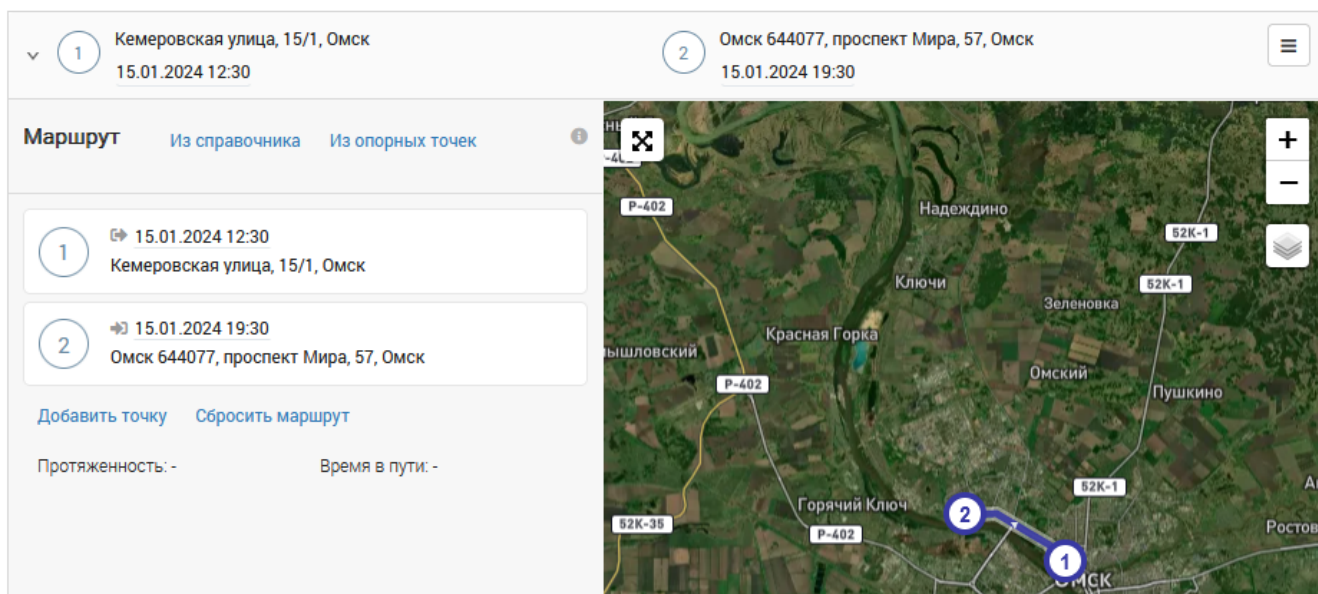 1
Кемеровская улица, 15/1, Омск
15.01.2024 12:30
2
Омск 644077, проспект Мира, 57, Омск
15.01.2024 19:30
Маршрут
Из справочника
Из опорных точек
1
15.01.2024 12:30
Кемеровская улица, 15/1, Омск
2
15.01.2024 19:30
Омск 644077, проспект Мира, 57, Омск
Добавить точку
Сбросить маршрут
Протяженность: -
Время в пути: -
+
−
Р-402
Надеждино
52К-1
Ключи
52К-1
Зеленовка
Красная Горка
Омский
Р-402
Пушкино
52К-1
Горячий Ключ
2
52К-35
Р-402
1
ОМСК